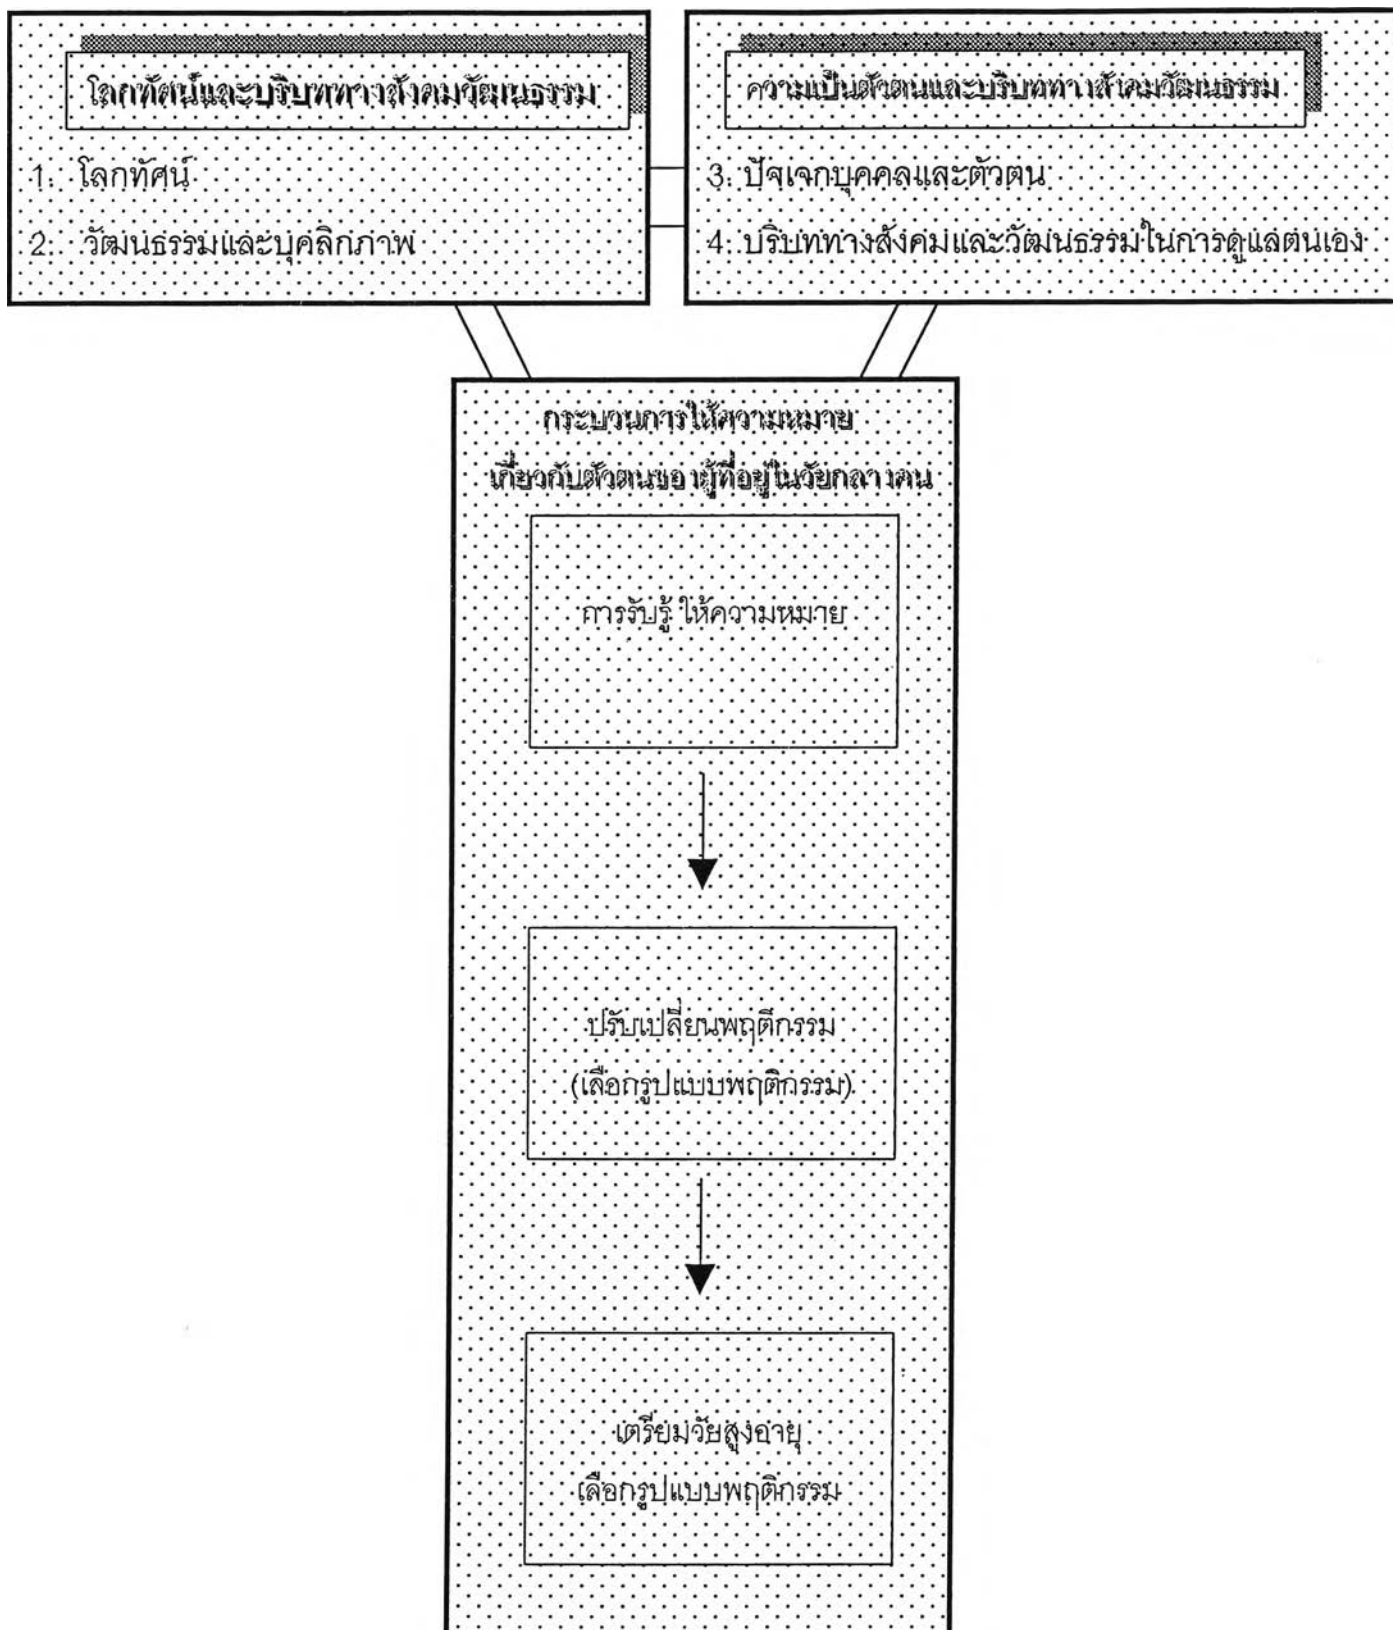 โลกทัศน์และบริบททางสังคมวัฒนธรรม
1. โลกทัศน์
2. วัฒนธรรมและบุคลิกภาพ
ความเป็นตัวตนและบริบททางสังคมวัฒนธรรม
3. ปัจเจกบุคคลและตัวตน
4. บริบททางสังคมและวัฒนธรรมในการดูแลตนเอง
กระบวนการให้ความหมาย
เกี่ยวกับตัวตนของผู้ที่อยู่ในวัยกลางคน
การรับรู้ ให้ความหมาย
ปรับเปลี่ยนพฤติกรรม
(เลือกรูปแบบพฤติกรรม)
เตรียมวัยสูงอายุ
เลือกรูปแบบพฤติกรรม